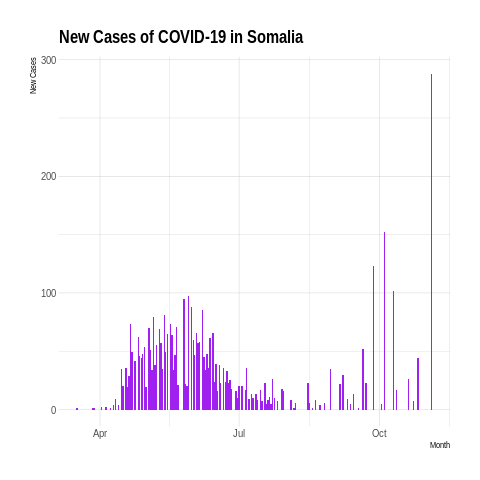 New Cases of COVID-19 in Somalia
New Cases
300
200
100
0
Apr
Jul
Oct
Month